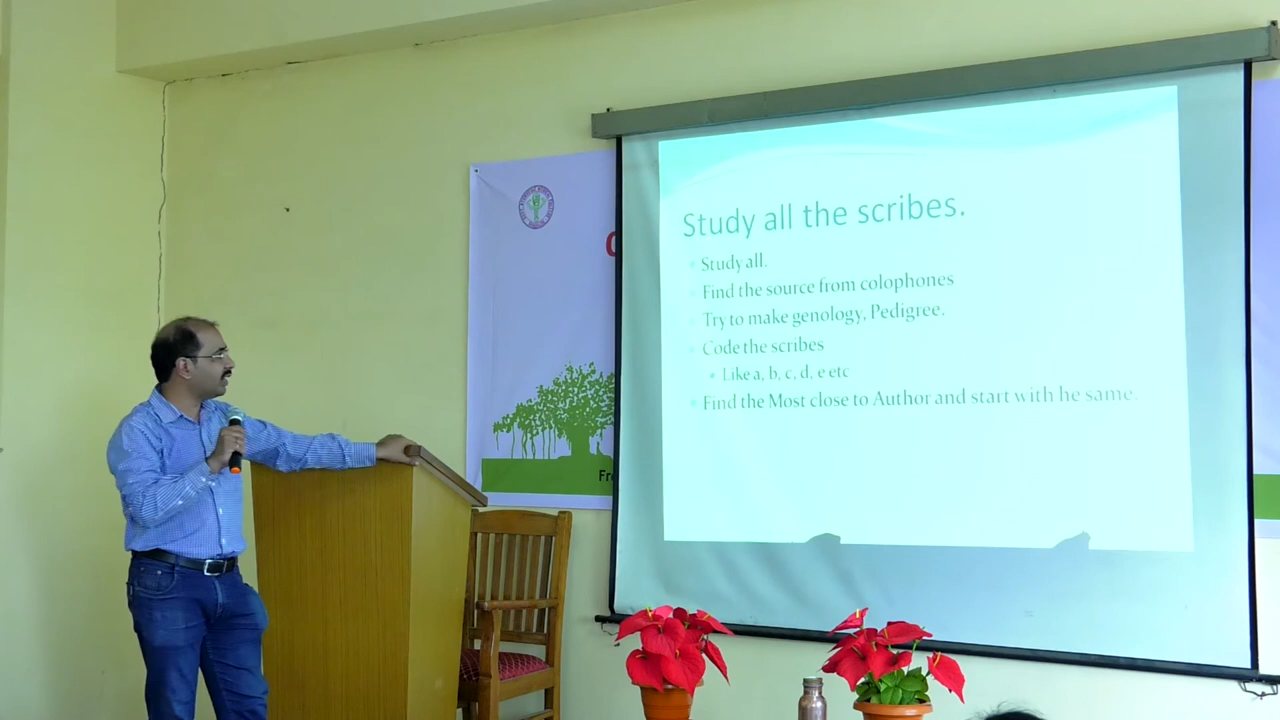 Study all the scribes.
Study all.
Find the source from colophones
Try to make genology, Pedigree.
Code the scribes
Like a, b, c, d, e etc
Find the Most close to Author and start with he same.
Fr